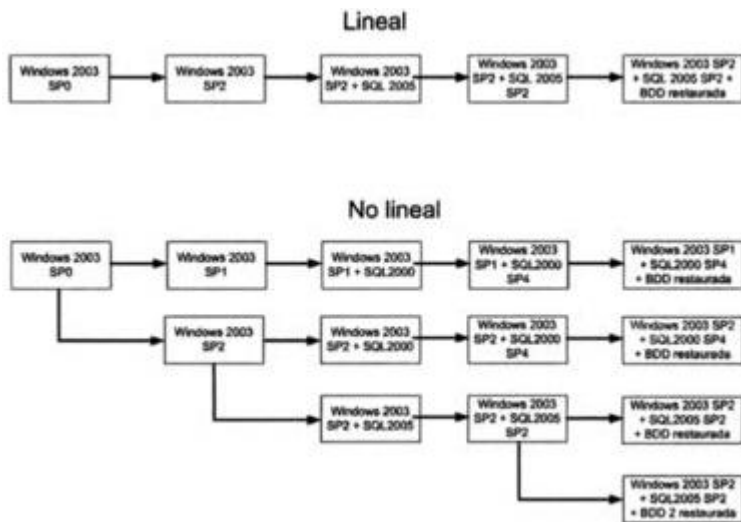 Lineal
Windows 2003
SP0
Windows 2003
SP2
Windows 2003
SP2 + SQL 2005
Windows 2003
SP2 + SQL 2005
SP2
Windows 2003 SP2
+ SQL 2005 SP2 +
BDD restaurada
No lineal
Windows 2003
SP0
Windows 2003
SP1
Windows 2003
SP1 + SQL2000
Windows 2003
SP1 + SQL2000
SP4
Windows 2003 SP1
+ SQL2000 SP4
+ BDD restaurada
Windows 2003
SP2
Windows 2003
SP2 + SQL2000
Windows 2003
SP2 + SQL2000
SP4
Windows 2003 SP2
+ SQL2000 SP4
+ BDD restaurada
Windows 2003
SP2 + SQL2005
Windows 2003
SP2 + SQL2005
SP2
Windows 2003 SP2
+ SQL2005 SP2
+ BDD restaurada
Windows 2003 SP2
+ SQL2005 SP2
+ BDD 2 restaurada